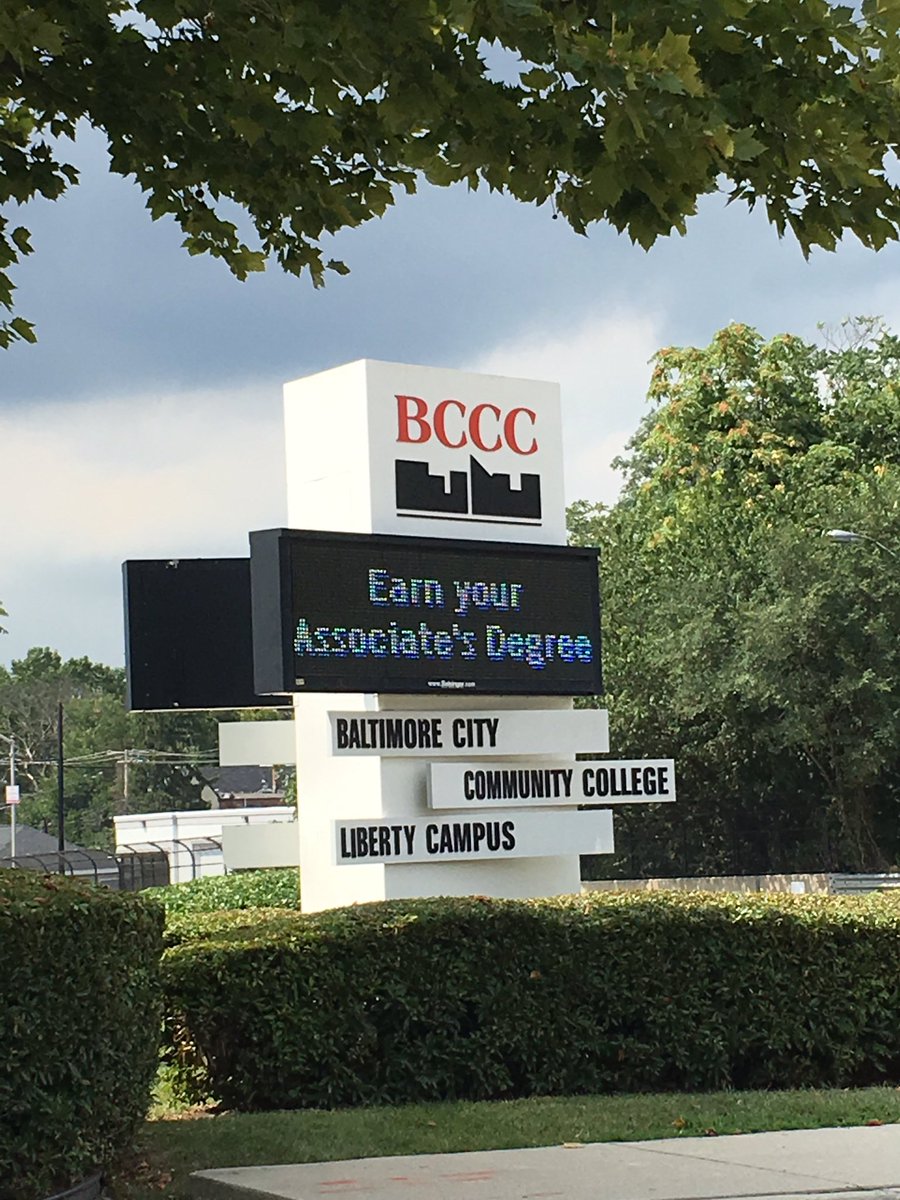 BCCC
Earn your
Associate's Degree
BALTIMORE CITY
COMMUNITY COLLEGE
LIBERTY CAMPUS